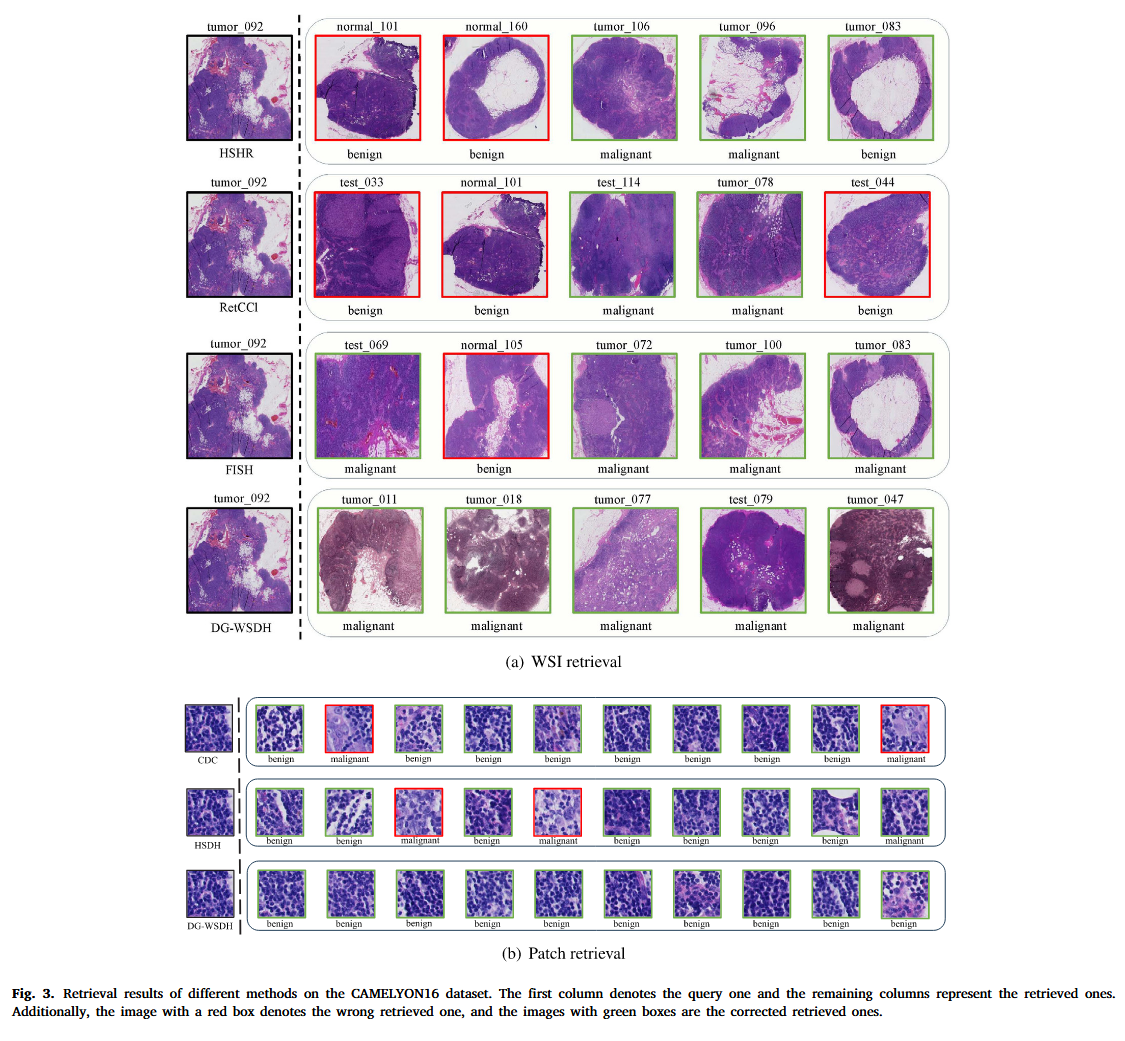 tumor_092 normal_101 normal_160 tumor_106 tumor_096 tumor_083
HSHR benign benign malignant malignant benign
tumor_092 test_033 normal_101 test_114 tumor_078 test_044
RetCCl benign benign malignant malignant benign
tumor_092 test_069 normal_105 tumor_072 tumor_100 tumor_083
FISH malignant benign malignant malignant malignant
tumor_092 tumor_011 tumor_018 tumor_077 test_079 tumor_047
DG-WSDH malignant malignant malignant malignant malignant
(a) WSI retrieval
CDC benign malignant benign benign benign benign benign benign benign malignant
HSDH benign benign malignant benign malignant benign benign benign benign malignant
DG-WSDH benign benign benign benign benign benign benign benign benign benign
(b) Patch retrieval
Fig. 3. Retrieval results of different methods on the CAMELYON16 dataset. The first column denotes the query one and the remaining columns represent the retrieved ones.
Additionally, the image with a red box denotes the wrong retrieved one, and the images with green boxes are the corrected retrieved ones.